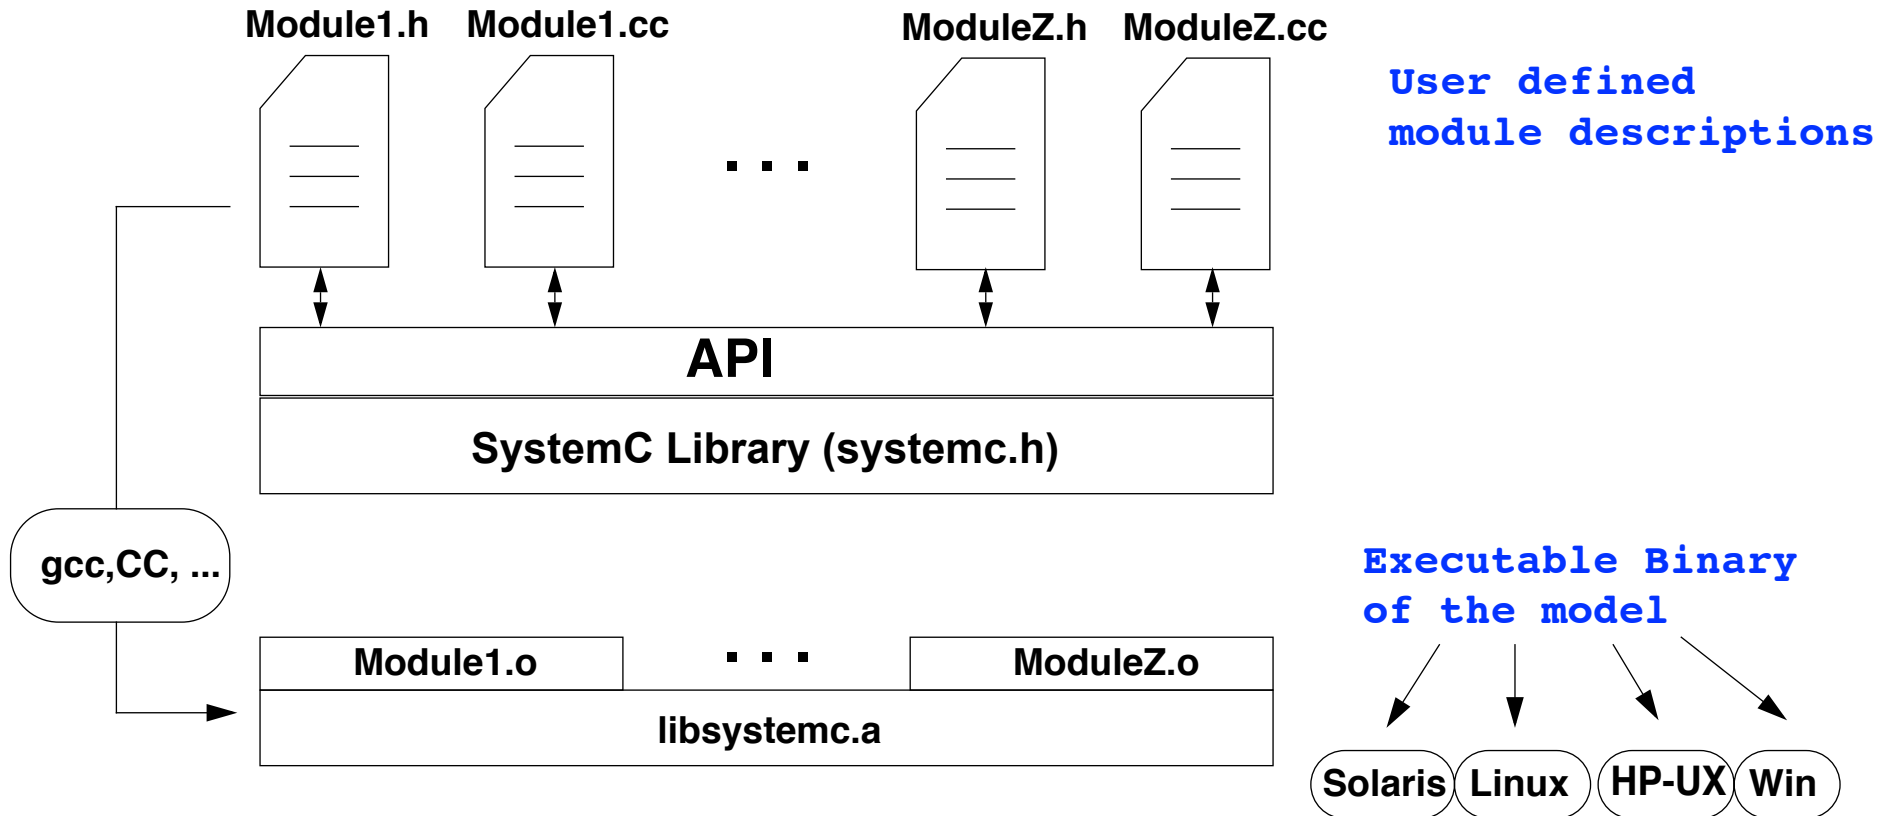 Module1.h Module1.cc ModuleZ.h ModuleZ.cc
User defined
module descriptions
. . .
API
SystemC Library (systemc.h)
gcc,CC, ...
Executable Binary
of the model
Module1.o . . . ModuleZ.o
libsystemc.a
Solaris Linux HP-UX Win